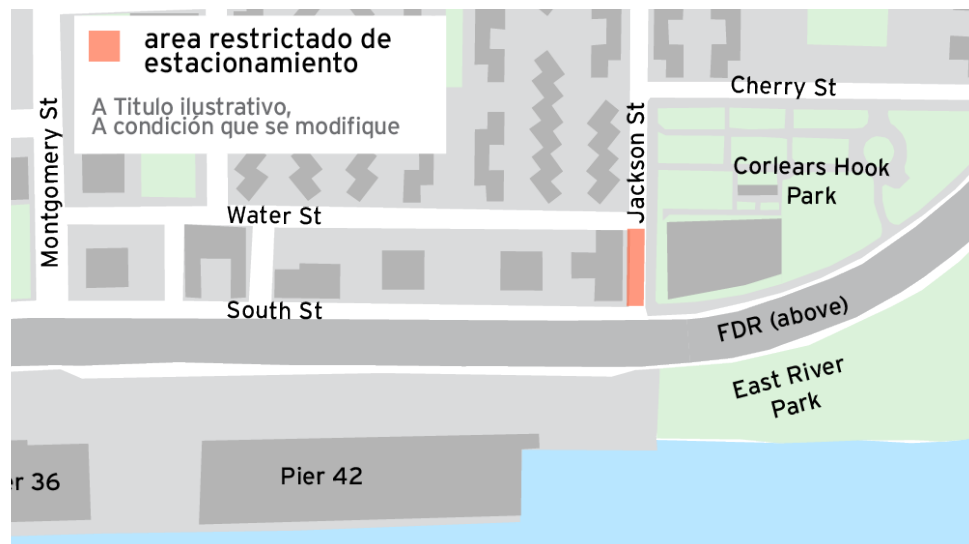 area restrictado de
estacionamiento
A Titulo ilustrativo,
A condición que se modifique
Cherry St
Montgomery St
Jackson St
Corlears Hook
Park
Water St
South St
FDR (above)
East River
Park
er 36
Pier 42